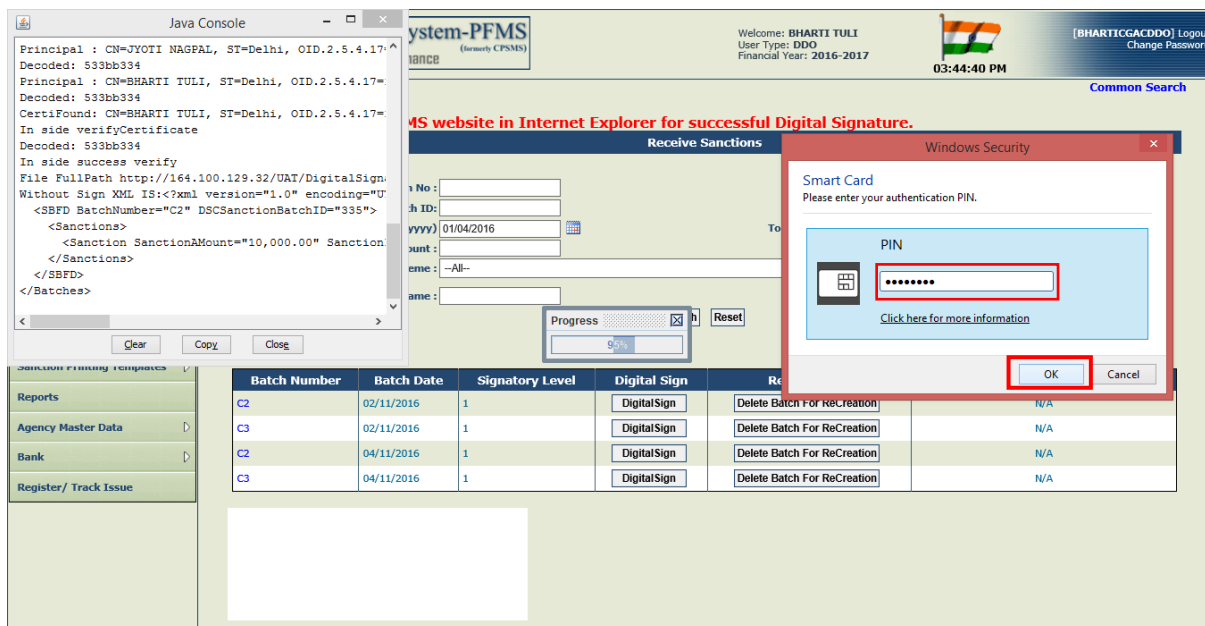 Java Console
Principal : CN=JYOTI NAGPAL, ST=Delhi, OID.2.5.4.17=
Decoded: 533bb334
Principal : CN=BHARTI TULI, ST=Delhi, OID.2.5.4.17=
Decoded: 533bb334
CertiFound: CN=BHARTI TULI, ST=Delhi, OID.2.5.4.17=
In side verifyCertificate
Decoded: 533bb334
In side success verify
File FullPath http://164.100.129.32/UAT/DigitalSign
Without Sign XML IS:<?xml version="1.0" encoding="U
<SBFD BatchNumber="C2" DSCSanctionBatchID="335">
<Sanctions>
<Sanction SanctionAMount="10,000.00" Sanction
</Sanctions>
</SBFD>
</Batches>
Clear Copy Close
ystem-PFMS
(formerly CPSMS)
nance
Welcome: BHARTI TULI
User Type: DDO
Financial Year: 2016-2017
03:44:40 PM
[BHARTICGACDDO] Logou
Change Passwor
Common Search
MS website in Internet Explorer for successful Digital Signature.
Receive Sanctions
No :
ch ID:
yyyy) 01/04/2016
To
ount :
eme : --All--
ame :
h Reset
Progress
95%
Windows Security
Smart Card
Please enter your authentication PIN.
PIN
••••••••
Click here for more information
OK Cancel
Sanction Printing Templates
Reports
Agency Master Data
Bank
Register/ Track Issue
Batch Number Batch Date Signatory Level Digital Sign Re
C2 02/11/2016 1 DigitalSign Delete Batch For ReCreation N/A
C3 02/11/2016 1 DigitalSign Delete Batch For ReCreation N/A
C2 04/11/2016 1 DigitalSign Delete Batch For ReCreation N/A
C3 04/11/2016 1 DigitalSign Delete Batch For ReCreation N/A